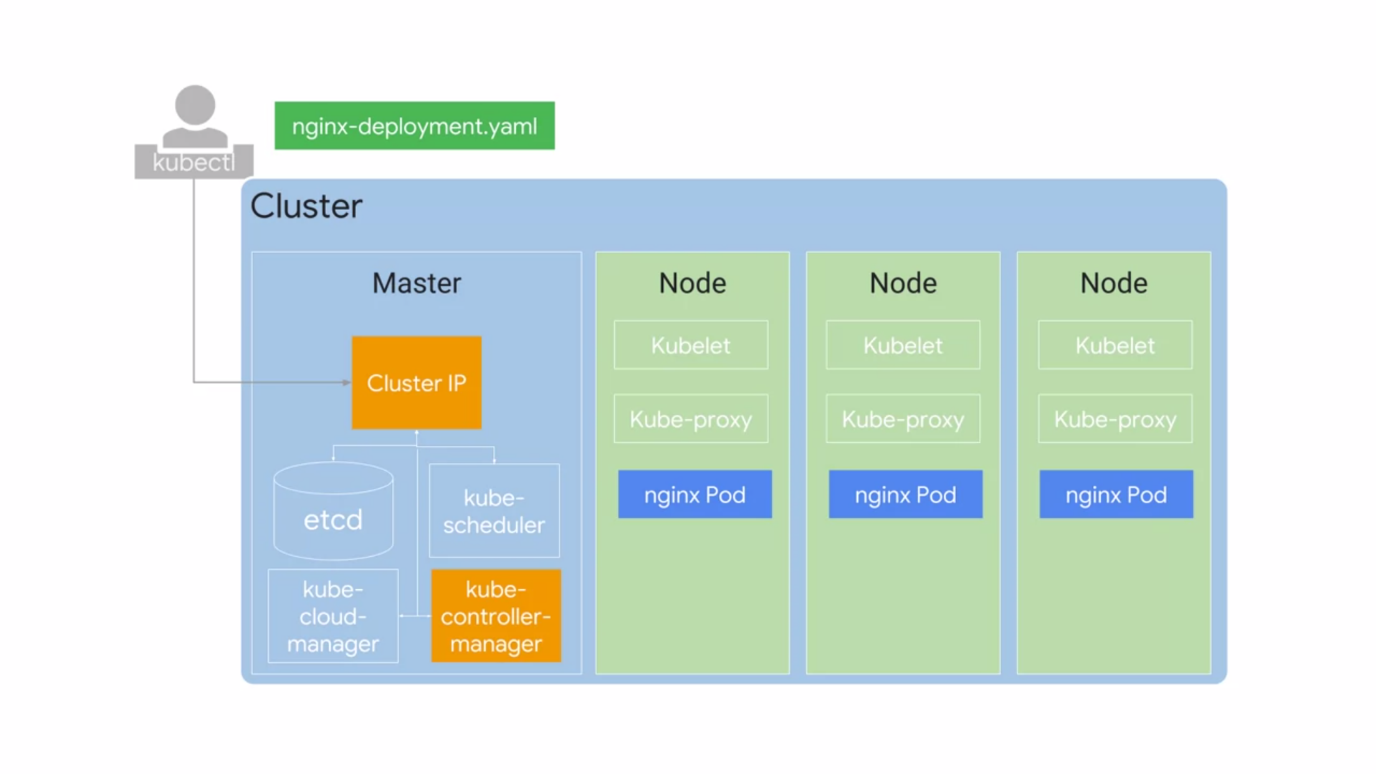 nginx-deployment.yaml
kubectl
Cluster
Master
Cluster IP
etcd
kube-
scheduler
kube-
cloud-
manager
kube-
controller-
manager
Node
Kubelet
Kube-proxy
nginx Pod
Node
Kubelet
Kube-proxy
nginx Pod
Node
Kubelet
Kube-proxy
nginx Pod